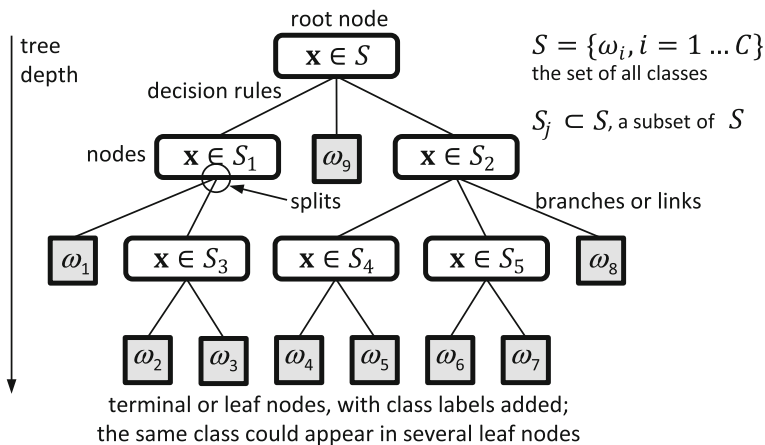 root node
tree
depth
x ∈ S
S = {ω_i, i = 1 … C}
the set of all classes
decision rules
S_j ⊂ S, a subset of S
nodes
x ∈ S_1
ω_9
x ∈ S_2
splits
branches or links
ω_1
x ∈ S_3
x ∈ S_4
x ∈ S_5
ω_8
ω_2
ω_3
ω_4
ω_5
ω_6
ω_7
terminal or leaf nodes, with class labels added;
the same class could appear in several leaf nodes